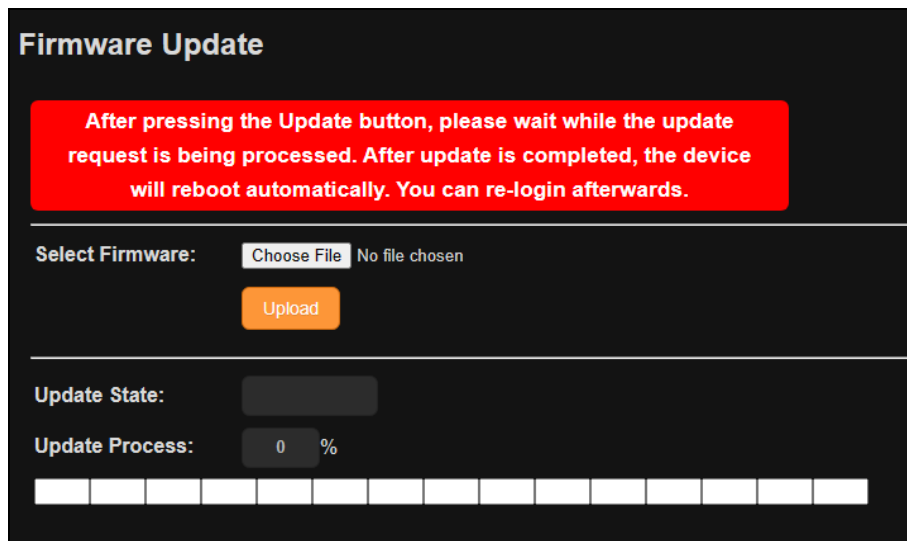 Firmware Update
After pressing the Update button, please wait while the update
request is being processed. After update is completed, the device
will reboot automatically. You can re-login afterwards.
Select Firmware: Choose File No file chosen
Upload
Update State:
Update Process: 0 %